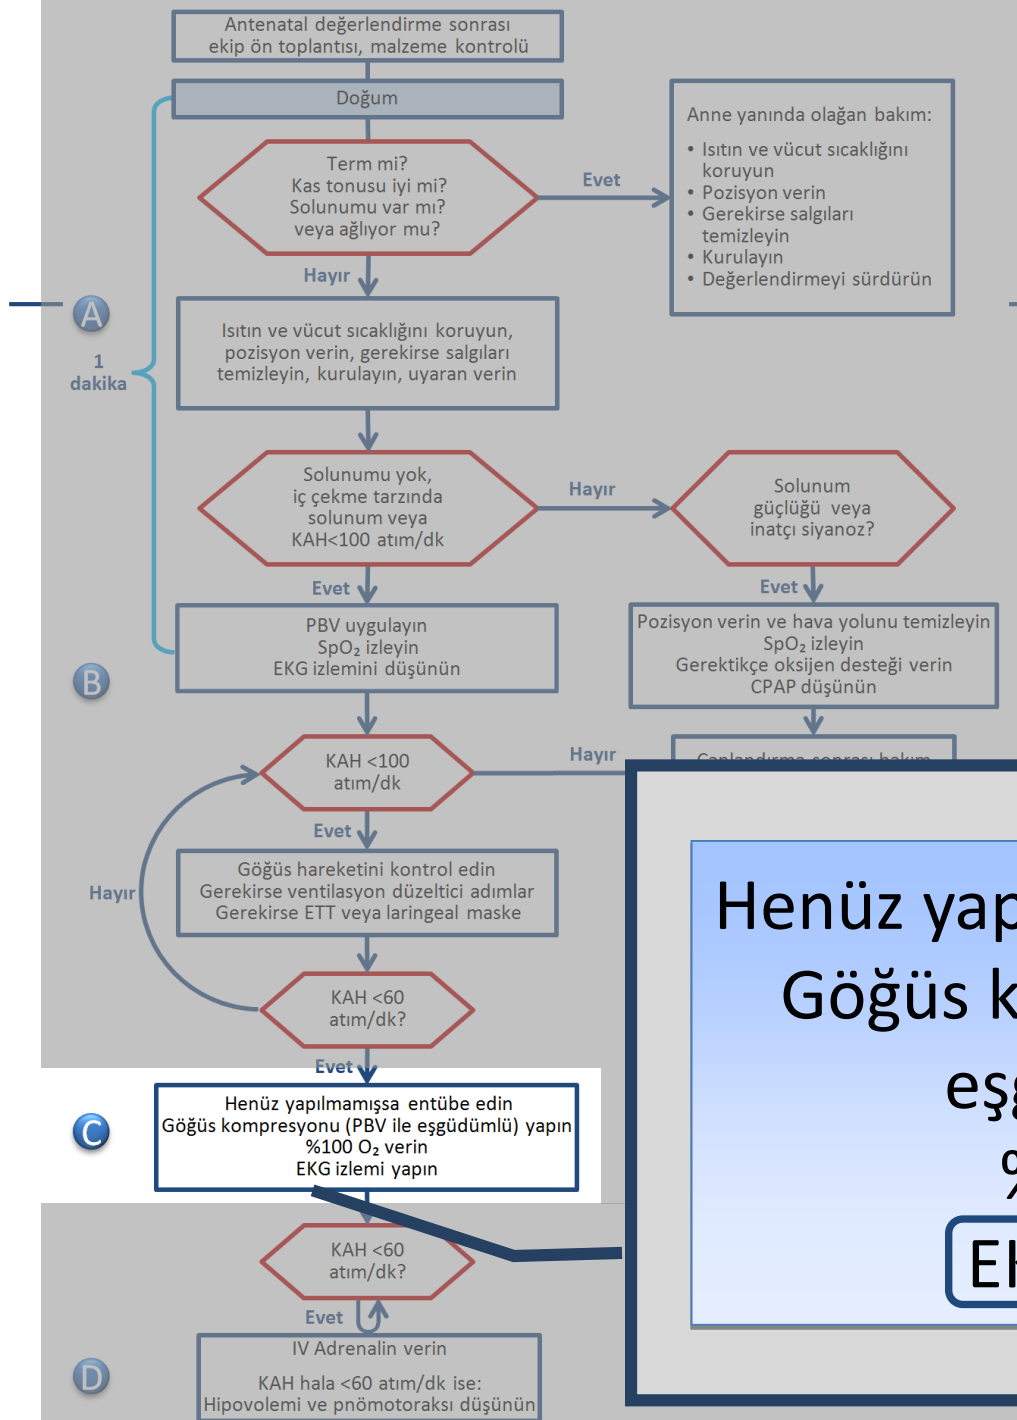 Antenatal değerlendirme sonrası
ekip ön toplantısı, malzeme kontrolü
Doğum
Term mi?
Kas tonusu iyi mi?
Solunumu var mı?
veya ağlıyor mu?
Evet
Anne yanında olağan bakım:
• Isıtın ve vücut sıcaklığını
koruyun
• Pozisyon verin
• Gerekirse salgıları
temizleyin
• Kurulayın
• Değerlendirmeyi sürdürün
Hayır
A
1
dakika
Isıtın ve vücut sıcaklığını koruyun,
pozisyon verin, gerekirse salgıları
temizleyin, kurulayın, uyaran verin
Solunumu yok,
iç çekme tarzında
solunum veya
KAH<100 atım/dk
Hayır
Solunum
güçlüğü veya
inatçı siyanoz?
Evet
Evet
PBV uygulayın
SpO₂ izleyin
EKG izlemini düşünün
Pozisyon verin ve hava yolunu temizleyin
SpO₂ izleyin
Gerektikçe oksijen desteği verin
CPAP düşünün
B
KAH <100
atım/dk
Hayır
Canlandırma sonrası bakım
Evet
Göğüs hareketini kontrol edin
Gerekirse ventilasyon düzeltici adımlar
Gerekirse ETT veya laringeal maske
Hayır
KAH <60
atım/dk?
Evet
C
Henüz yapılmamışsa entübe edin
Göğüs kompresyonu (PBV ile eşgüdümlü) yapın
%100 O₂ verin
EKG izlemi yapın
Henüz yap
Göğüs k
eşg
%
EK
KAH <60
atım/dk?
Evet
D
IV Adrenalin verin
KAH hala <60 atım/dk ise:
Hipovolemi ve pnömotoraksı düşünün